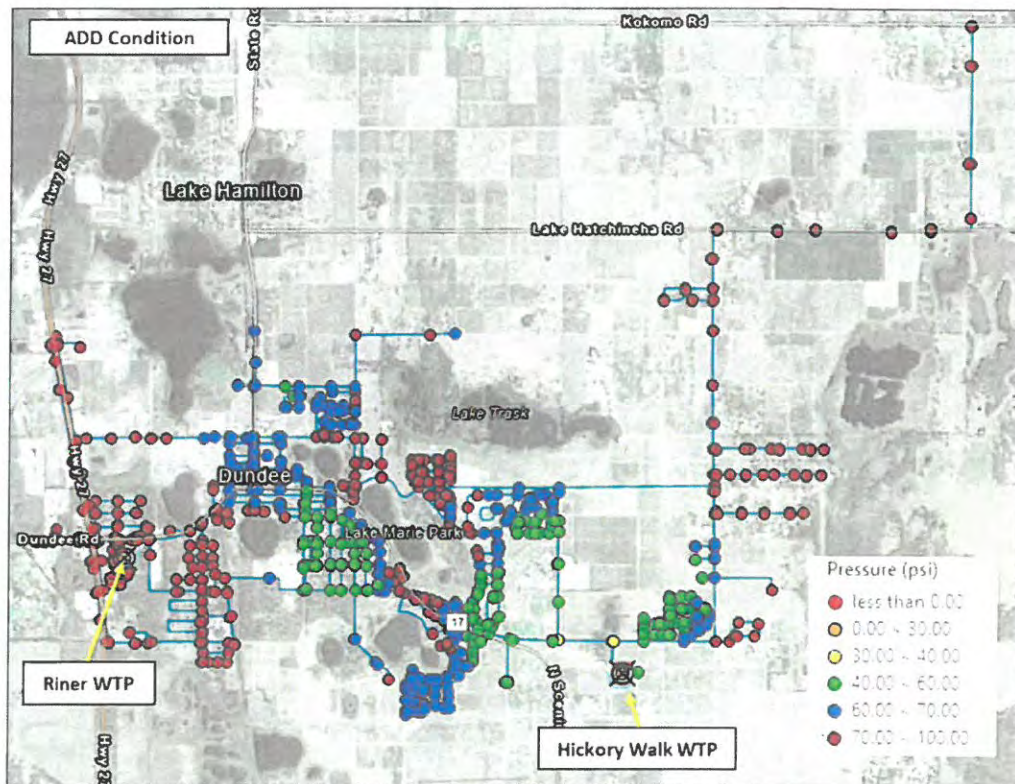 ADD Condition
Kokomo Rd
State Rd
Hwy 27
Hwy 27
Lake Hamilton
Lake Hatchineha Rd
Lake Trask
Hwy 27
Dundee
Lake Marie Park
Dundee Rd
17
Riner WTP
Hickory Walk WTP
Pressure (psi)
less than 0.00
0.00 ~ 30.00
30.00 ~ 40.00
40.00 ~ 60.00
60.00 ~ 70.00
70.00 ~ 100.00